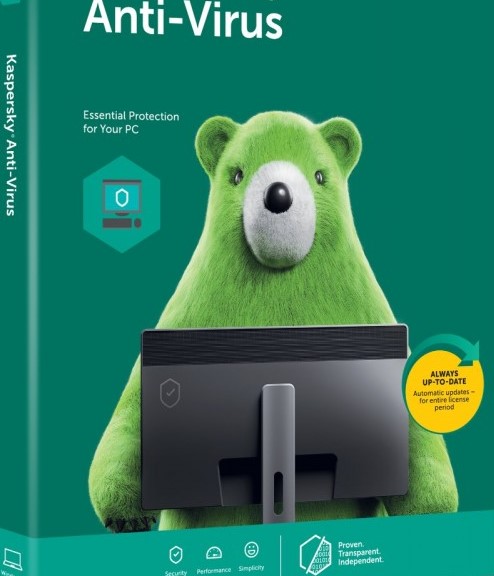 Anti-Virus
Kaspersky® Anti-Virus
Essential Protection
for Your PC
ALWAYS
UP-TO-DATE
Automatic updates –
for entire license
period
Security
Performance
Simplicity
Proven.
Transparent.
Independent.